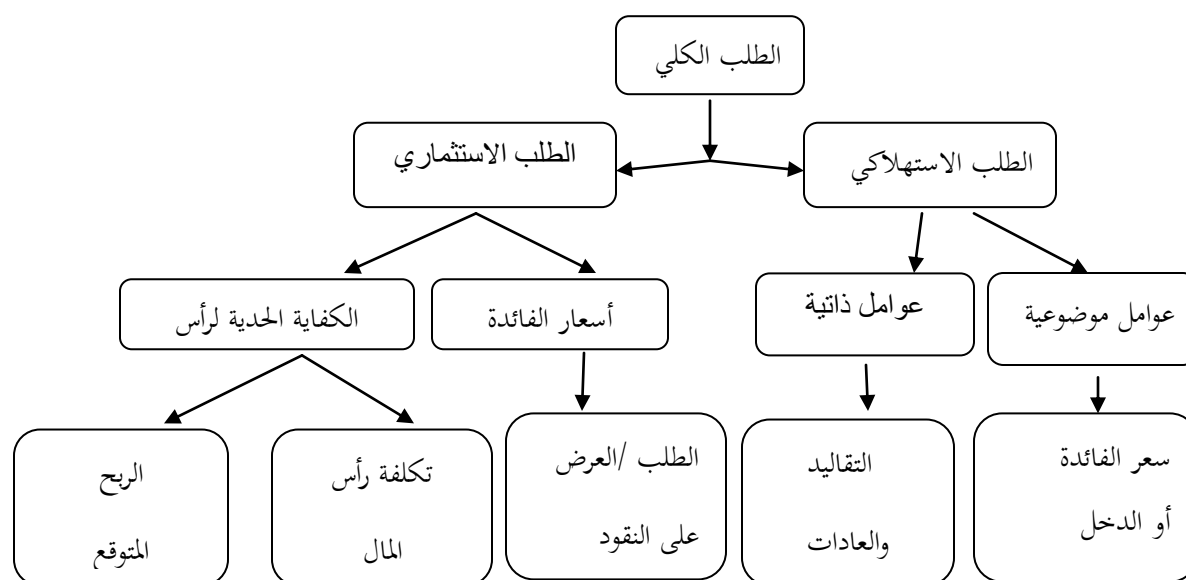 الطلب الكلي
الطلب الاستهلاكي
الطلب الاستثماري
عوامل موضوعية
عوامل ذاتية
أسعار الفائدة
الكفاية الحدية لرأس
سعر الفائدة
أو الدخل
التقاليد
والعادات
الطلب /العرض
على النقود
تكلفة رأس
المال
الربح
المتوقع